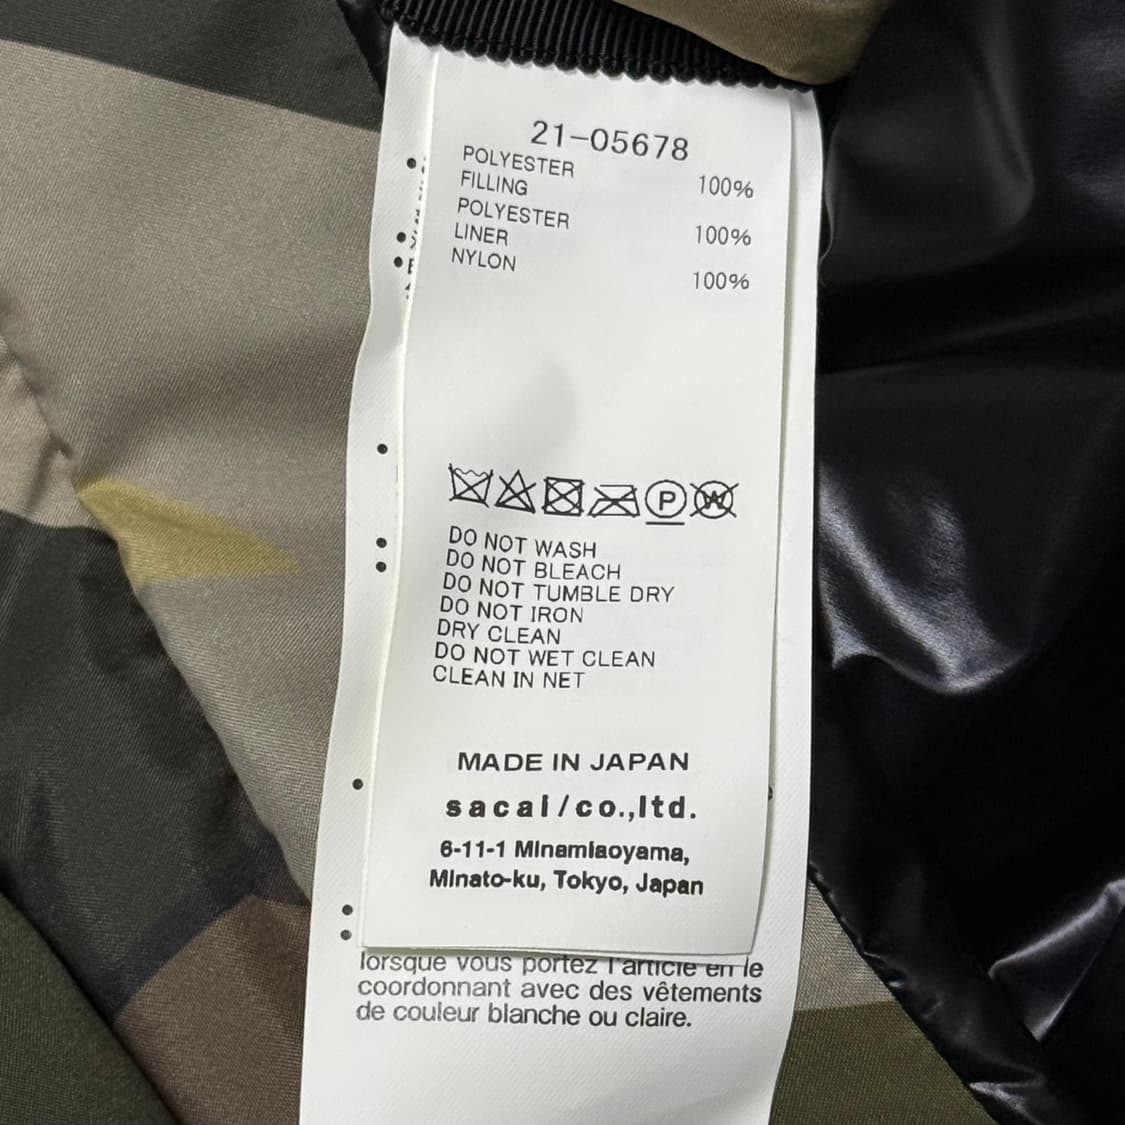 21-05678
POLYESTER 100%
FILLING
POLYESTER 100%
LINER
NYLON 100%
P W
DO NOT WASH
DO NOT BLEACH
DO NOT TUMBLE DRY
DO NOT IRON
DRY CLEAN
DO NOT WET CLEAN
CLEAN IN NET
MADE IN JAPAN
sacai/co.,ltd.
6-11-1 Minamiaoyama,
Minato-ku, Tokyo, Japan
lorsque vous portez l'article en le
coordonnant avec des vêtements
de couleur blanche ou claire.